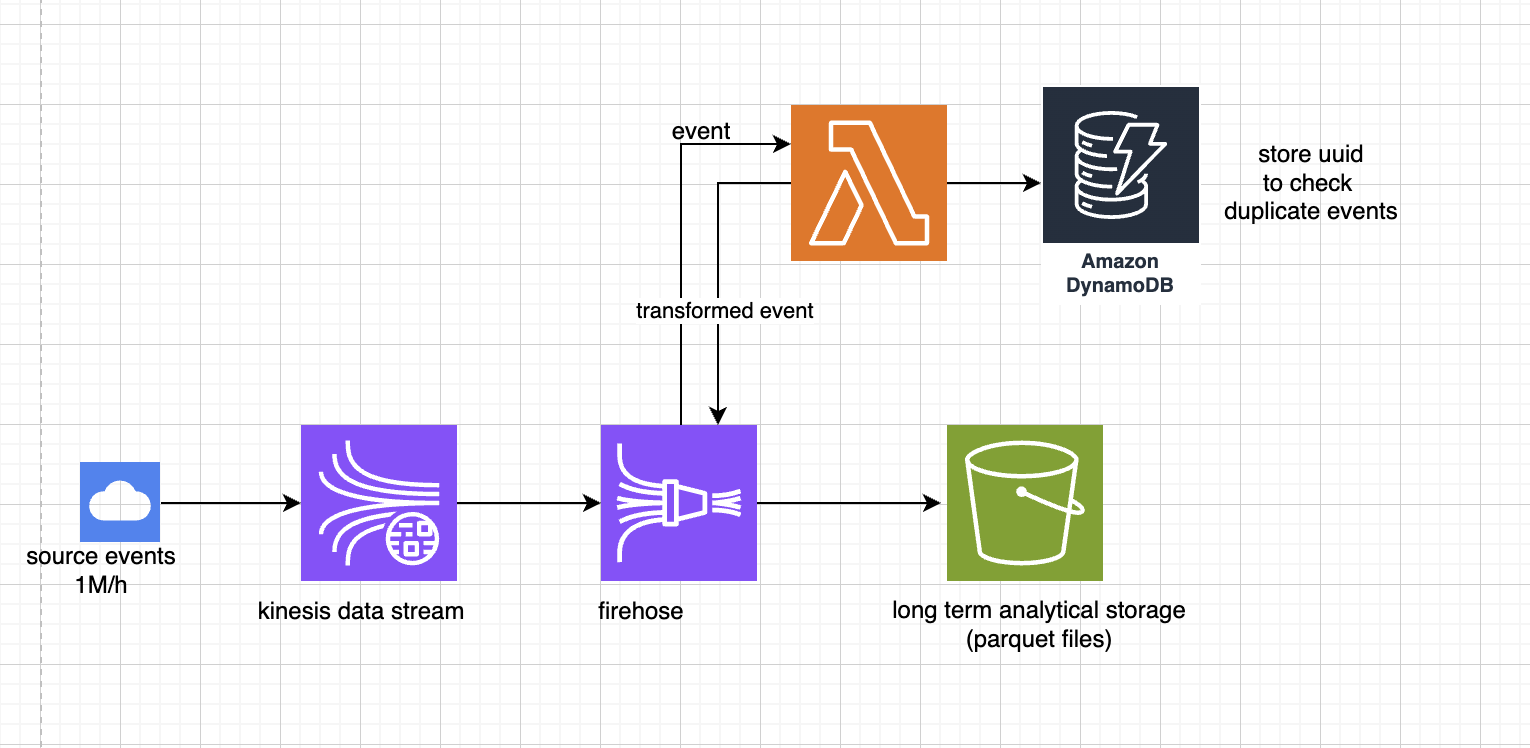 event
Amazon
DynamoDB
store uuid
to check
duplicate events
transformed event
source events
1M/h
kinesis data stream
firehose
long term analytical storage
(parquet files)